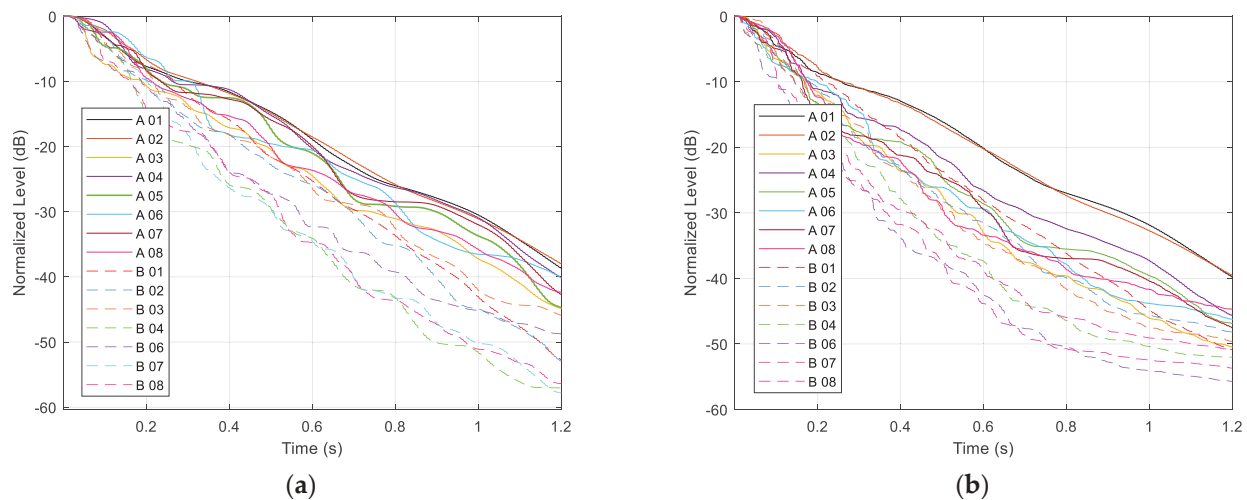 0
-10
-20
-30
-40
-50
-60
Normalized Level (dB)
A 01
A 02
A 03
A 04
A 05
A 06
A 07
A 08
B 01
B 02
B 03
B 04
B 06
B 07
B 08
0.2 0.4 0.6 0.8 1 1.2
Time (s)
(a)
0
-10
-20
-30
-40
-50
-60
Normalized Level (dB)
A 01
A 02
A 03
A 04
A 05
A 06
A 07
A 08
B 01
B 02
B 03
B 04
B 06
B 07
B 08
0.2 0.4 0.6 0.8 1 1.2
Time (s)
(b)